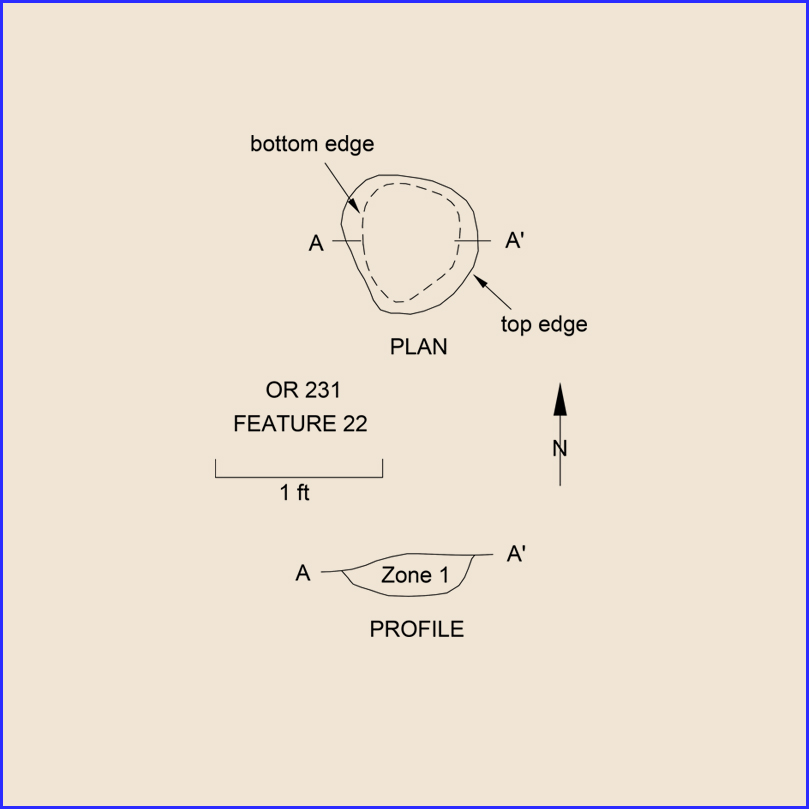 bottom edge
A
A'
top edge
PLAN
OR 231
FEATURE 22
N
1 ft
A
Zone 1
A'
PROFILE